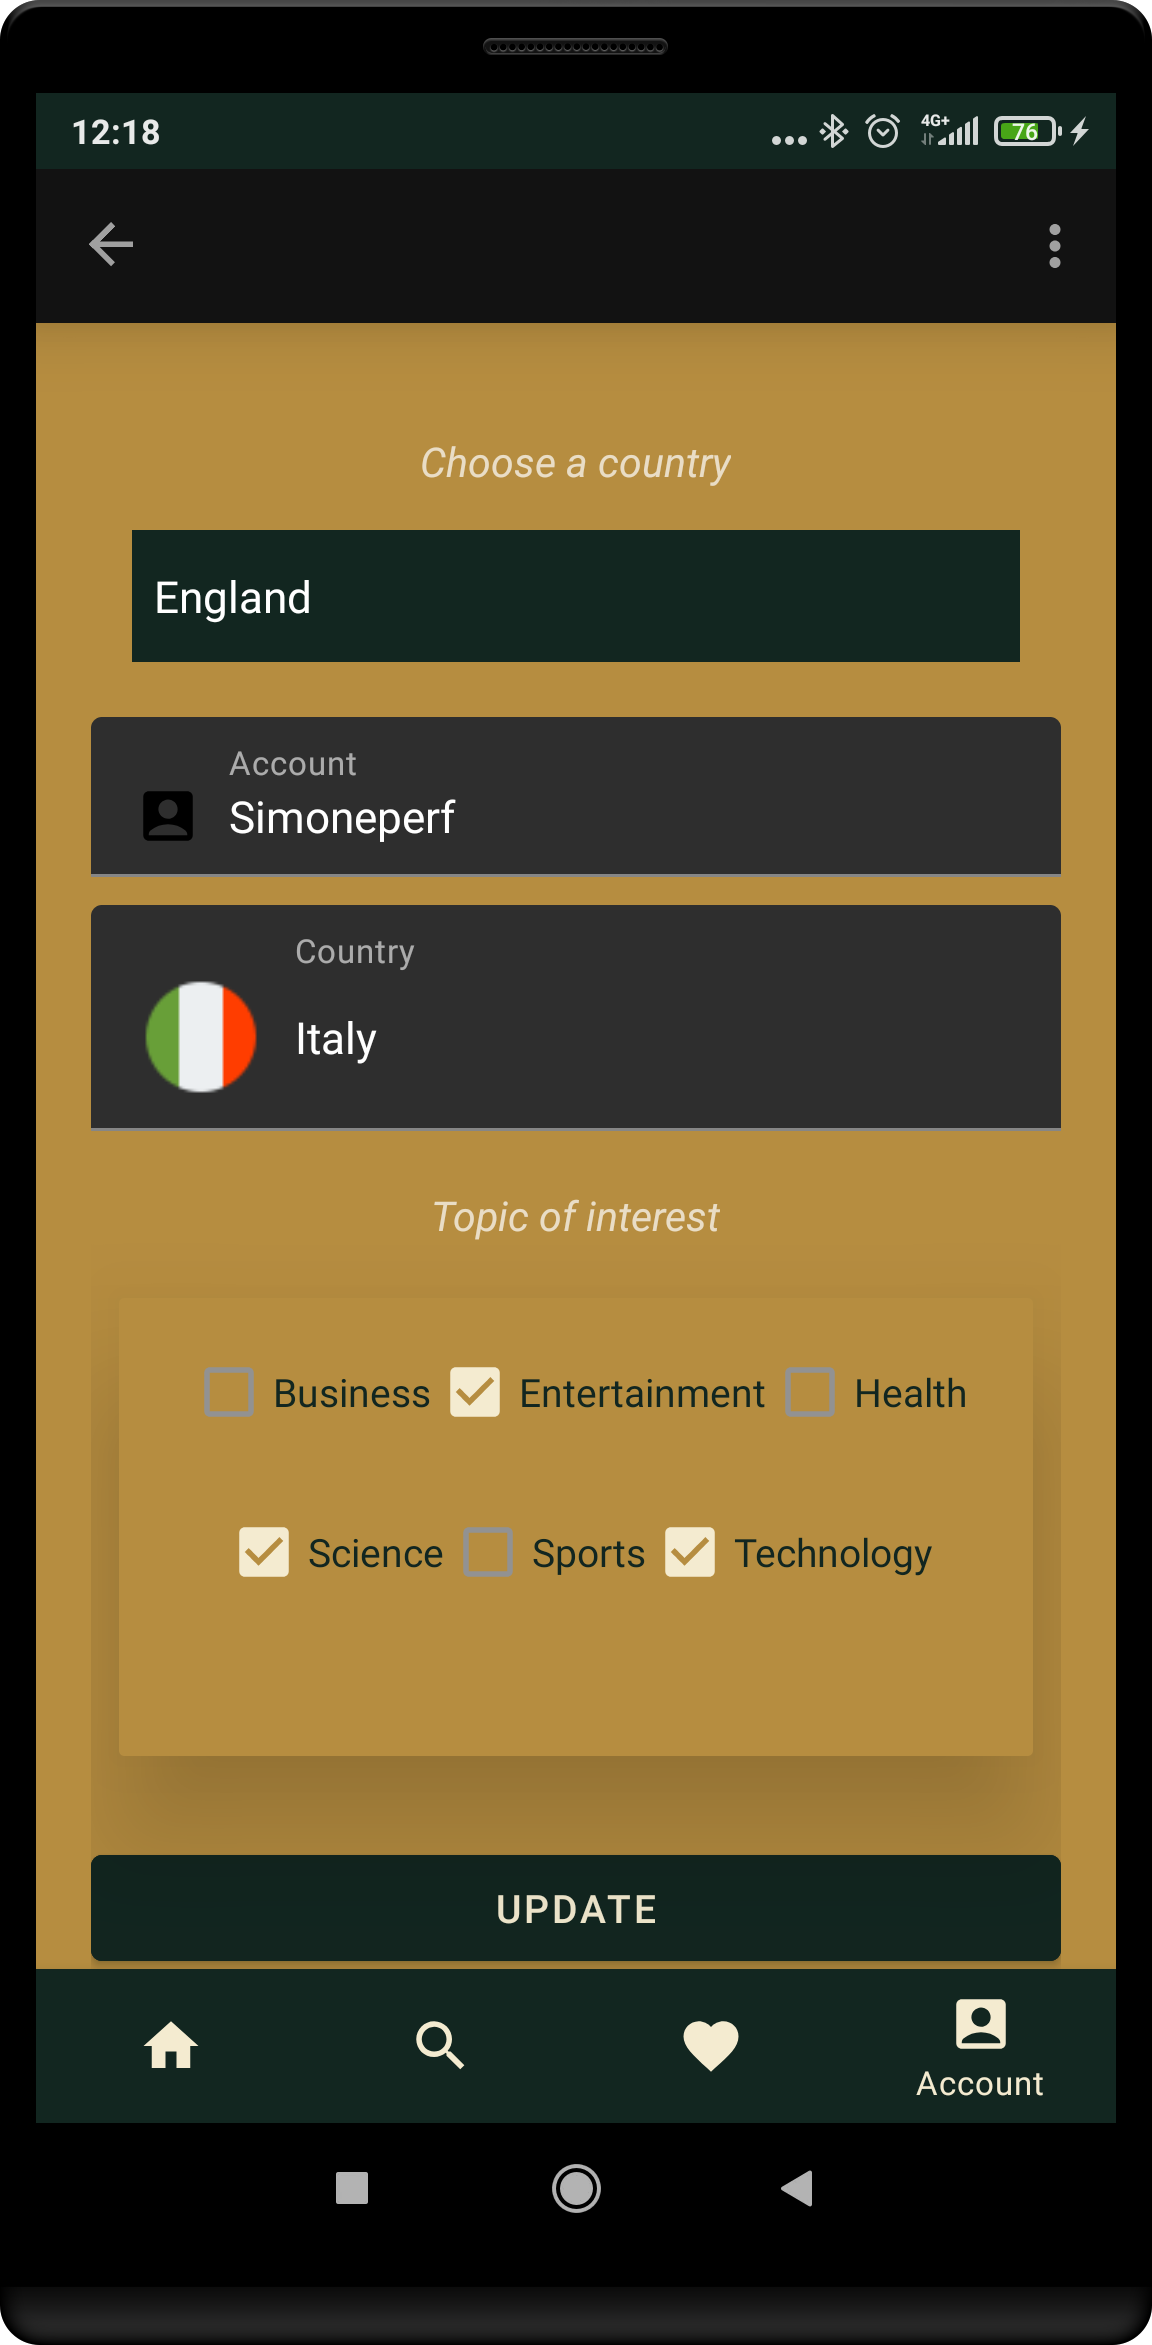 12:18
4G+
76
Choose a country
England
Account
Simoneperf
Country
Italy
Topic of interest
Business Entertainment Health
Science Sports Technology
UPDATE
Account